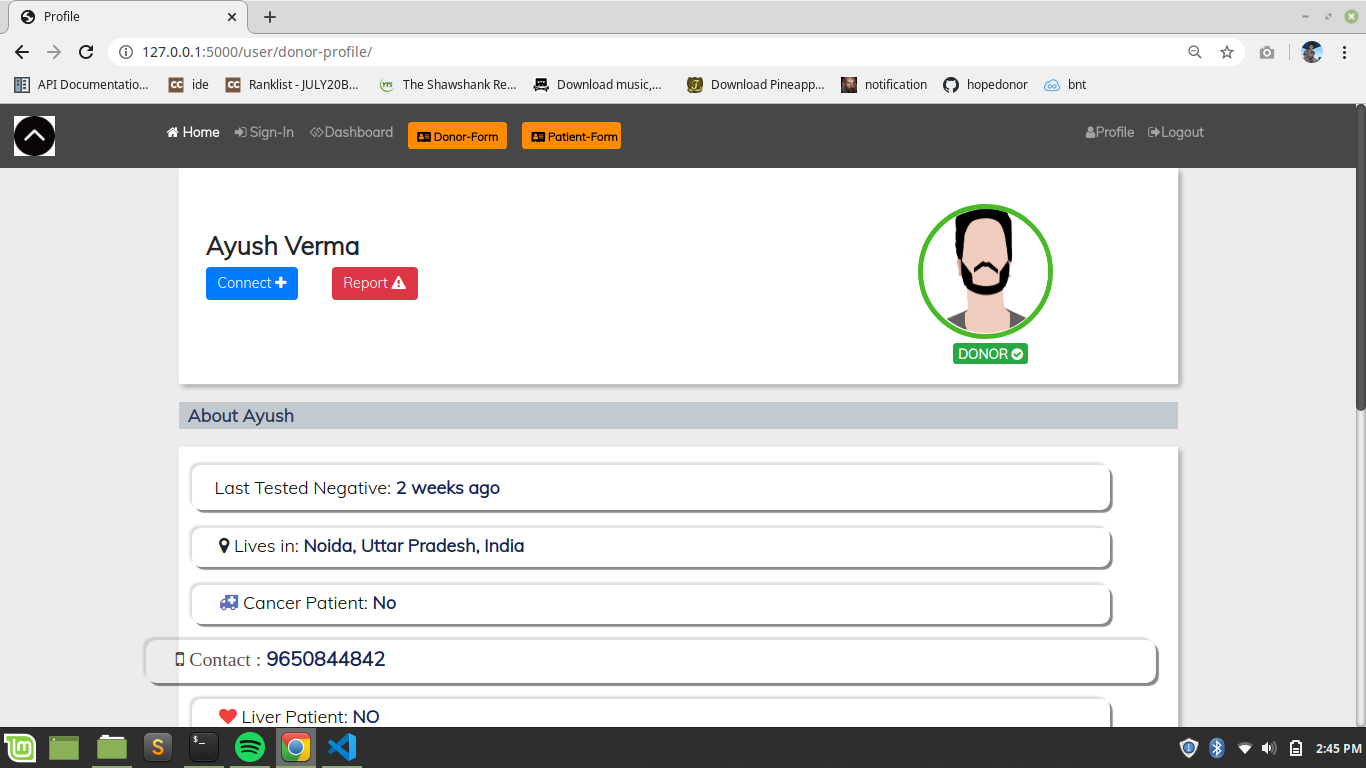 Profile
127.0.0.1:5000/user/donor-profile/
API Documentatio... ide Ranklist - JULY20B... The Shawshank Re... Download music,... Download Pineapp... notification hopedonor bnt
Home Sign-In Dashboard Donor-Form Patient-Form Profile Logout
Ayush Verma
Connect Report
DONOR
About Ayush
Last Tested Negative: 2 weeks ago
Lives in: Noida, Uttar Pradesh, India
Cancer Patient: No
Contact : 9650844842
Liver Patient: NO
2:45 PM